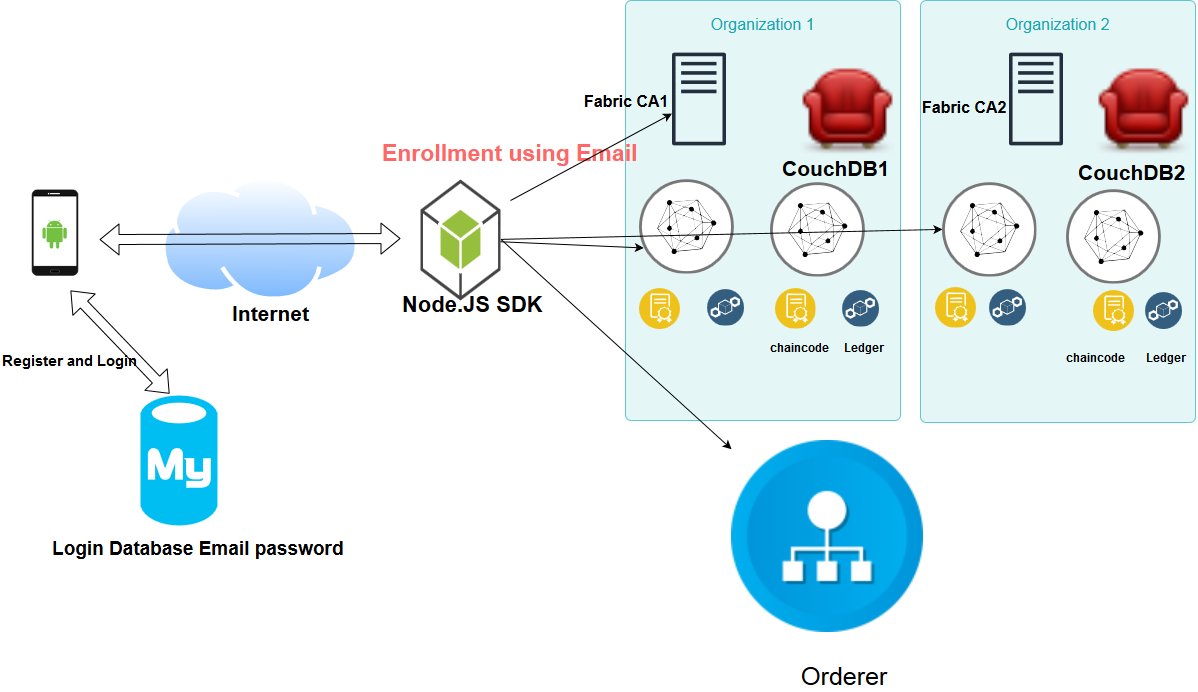 Organization 1
Organization 2
Fabric CA1
Fabric CA2
Enrollment using Email
CouchDB1
CouchDB2
Internet
Node.JS SDK
chaincode
Ledger
chaincode
Ledger
Register and Login
My
Login Database Email password
Orderer